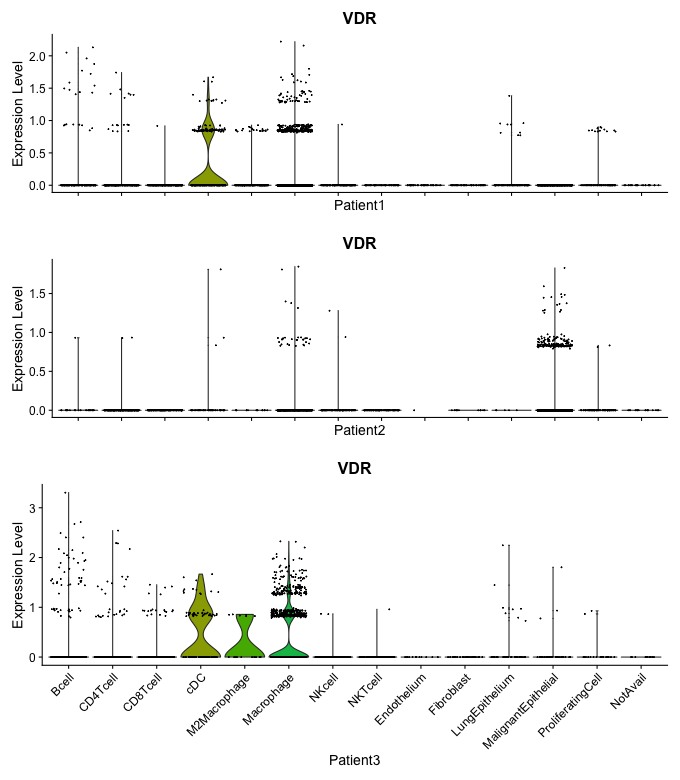 VDR
Expression Level
2.0
1.5
1.0
0.5
0.0
Patient1
VDR
Expression Level
1.5
1.0
0.5
0.0
Patient2
VDR
Expression Level
3
2
1
0
Bcell
CD4Tcell
CD8Tcell
cDC
M2Macrophage
Macrophage
NKcell
NKTcell
Endothelium
Fibroblast
LungEpithelium
MalignantEpithelial
ProliferatingCell
NotAvail
Patient3